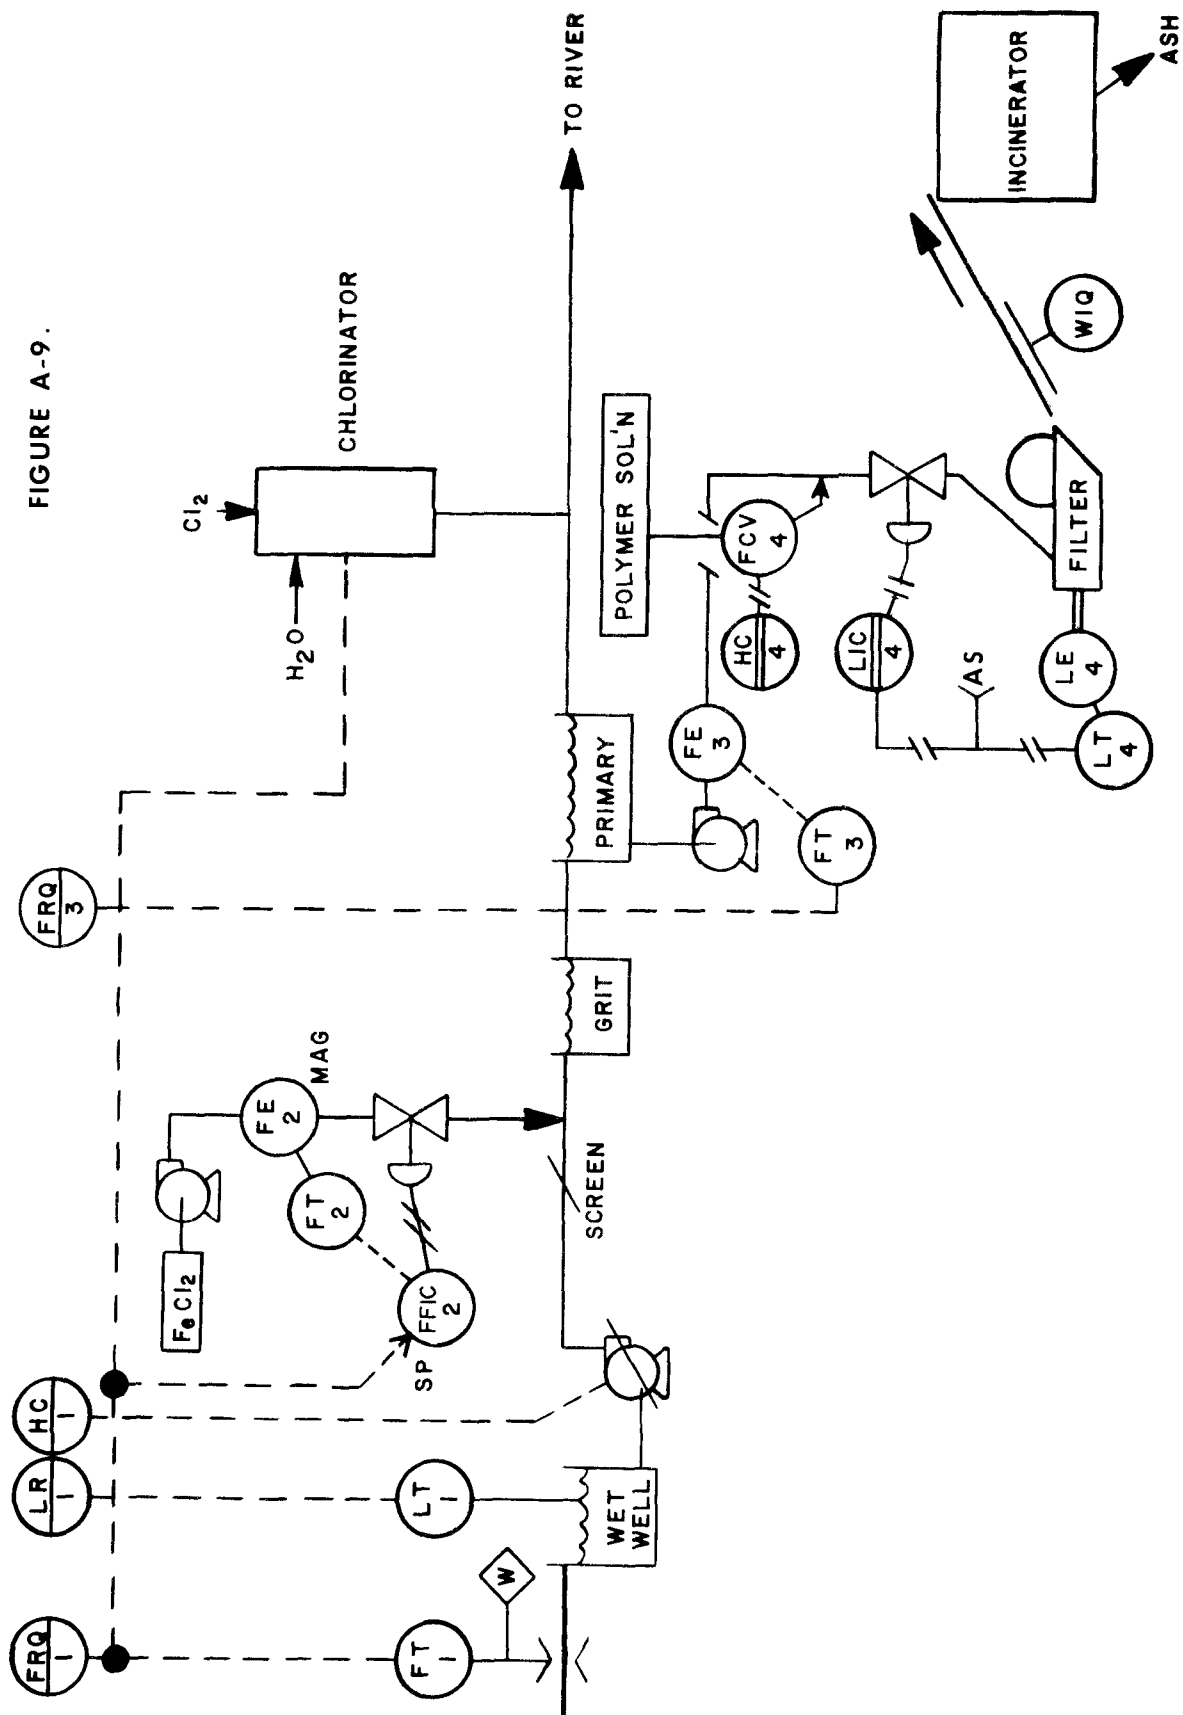 FIGURE A-9.
FRQ
1
LR
1
HC
1
FRQ
3
Cl₂
H₂O
CHLORINATOR
FeCl₂
FE
2
MAG
FT
2
FFIC
2
SP
FT
1
LT
1
W
WET
WELL
SCREEN
GRIT
PRIMARY
TO RIVER
POLYMER SOL'N
FE
3
FT
3
HC
4
FCV
4
LIC
4
AS
LT
4
LE
4
FILTER
WIQ
INCINERATOR
ASH